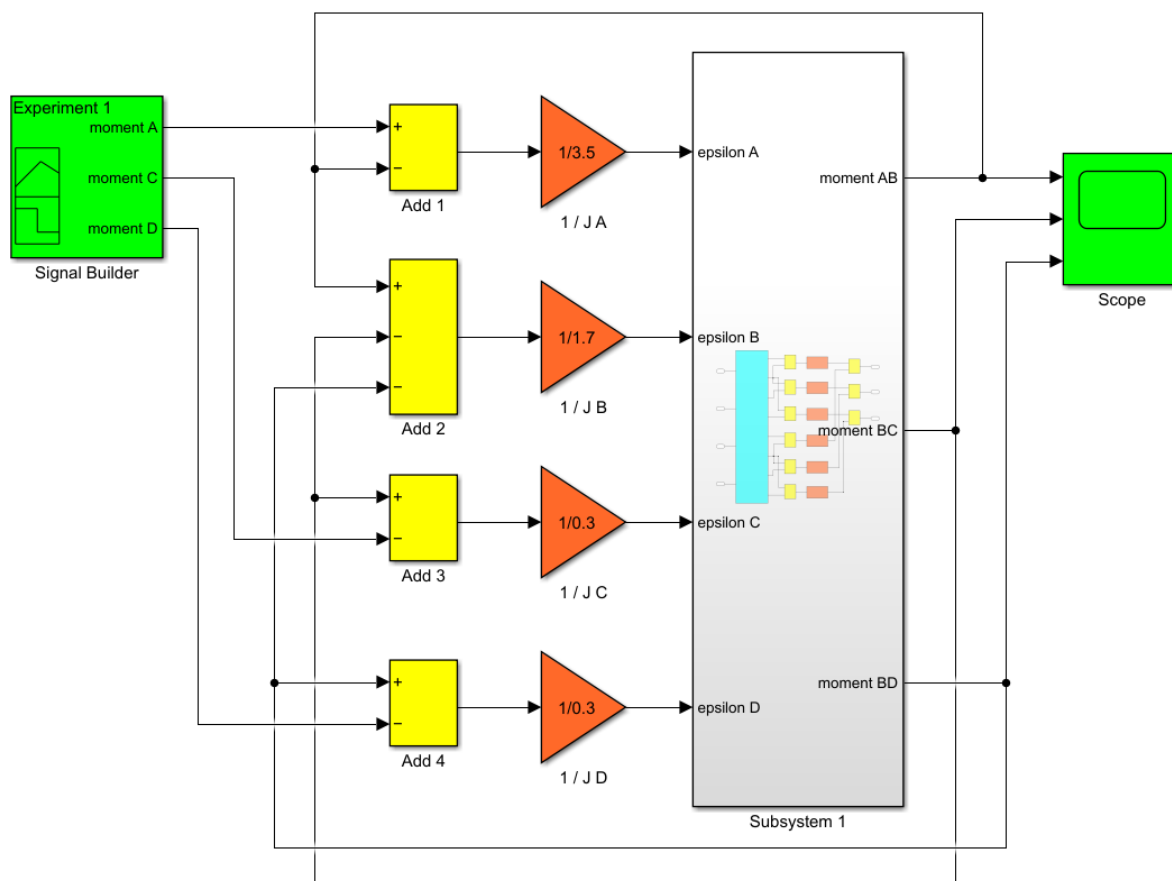 Experiment 1
moment A
moment C
moment D
Signal Builder
+
−
Add 1
1/3.5
1 / J A
+
−
−
Add 2
1/1.7
1 / J B
+
−
Add 3
1/0.3
1 / J C
+
−
Add 4
1/0.3
1 / J D
epsilon A
epsilon B
epsilon C
epsilon D
moment AB
moment BC
moment BD
Subsystem 1
Scope